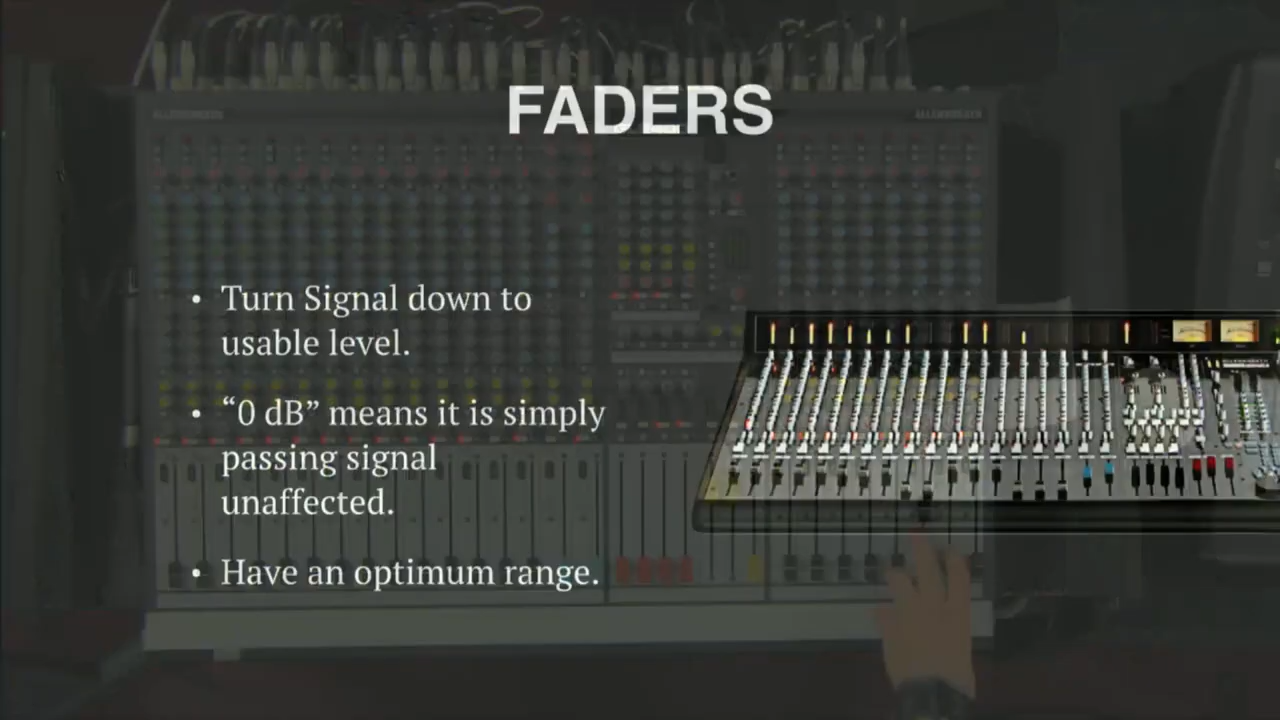 FADERS
• Turn Signal down to
usable level.
• “0 dB” means it is simply
passing signal
unaffected.
• Have an optimum range.